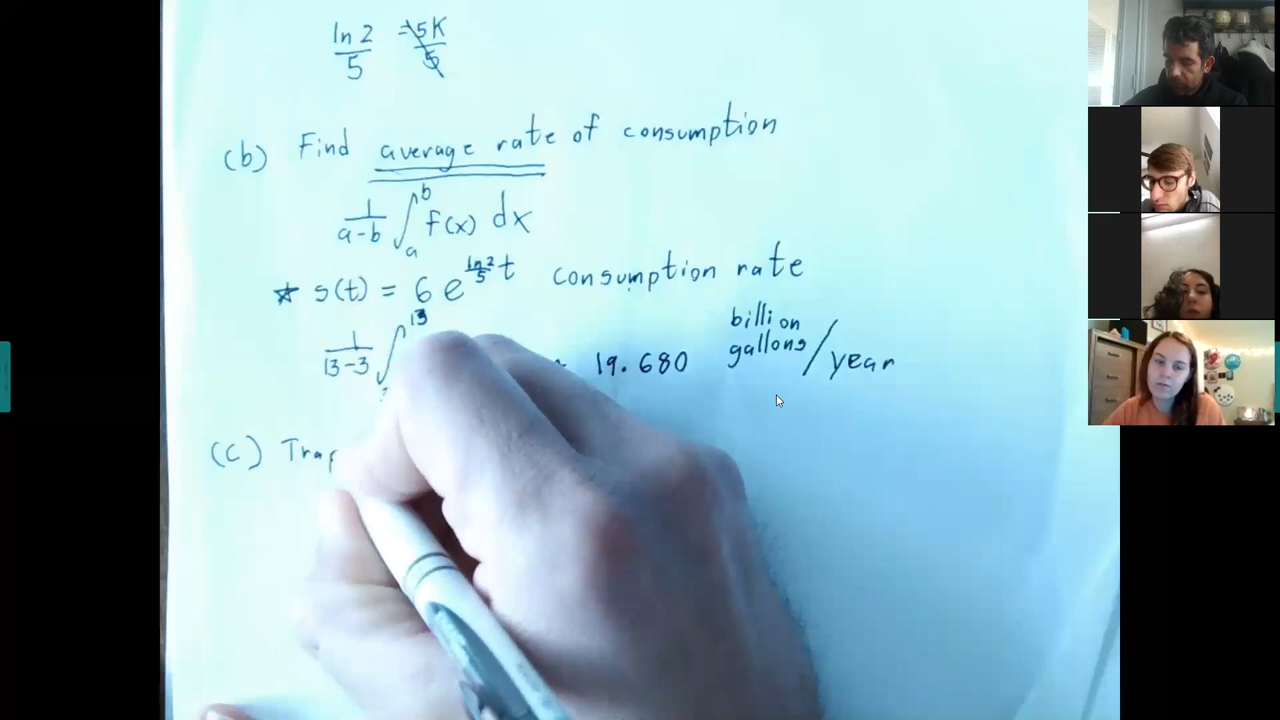 ln 2 = 5K
5 5
(b) Find average rate of consumption
1/a-b ∫ₐᵇ f(x) dx
★ s(t) = 6 e^(ln2/5 t) consumption rate
1/13-3 ∫¹³ 19.680 billion gallons / year
(C) Trap